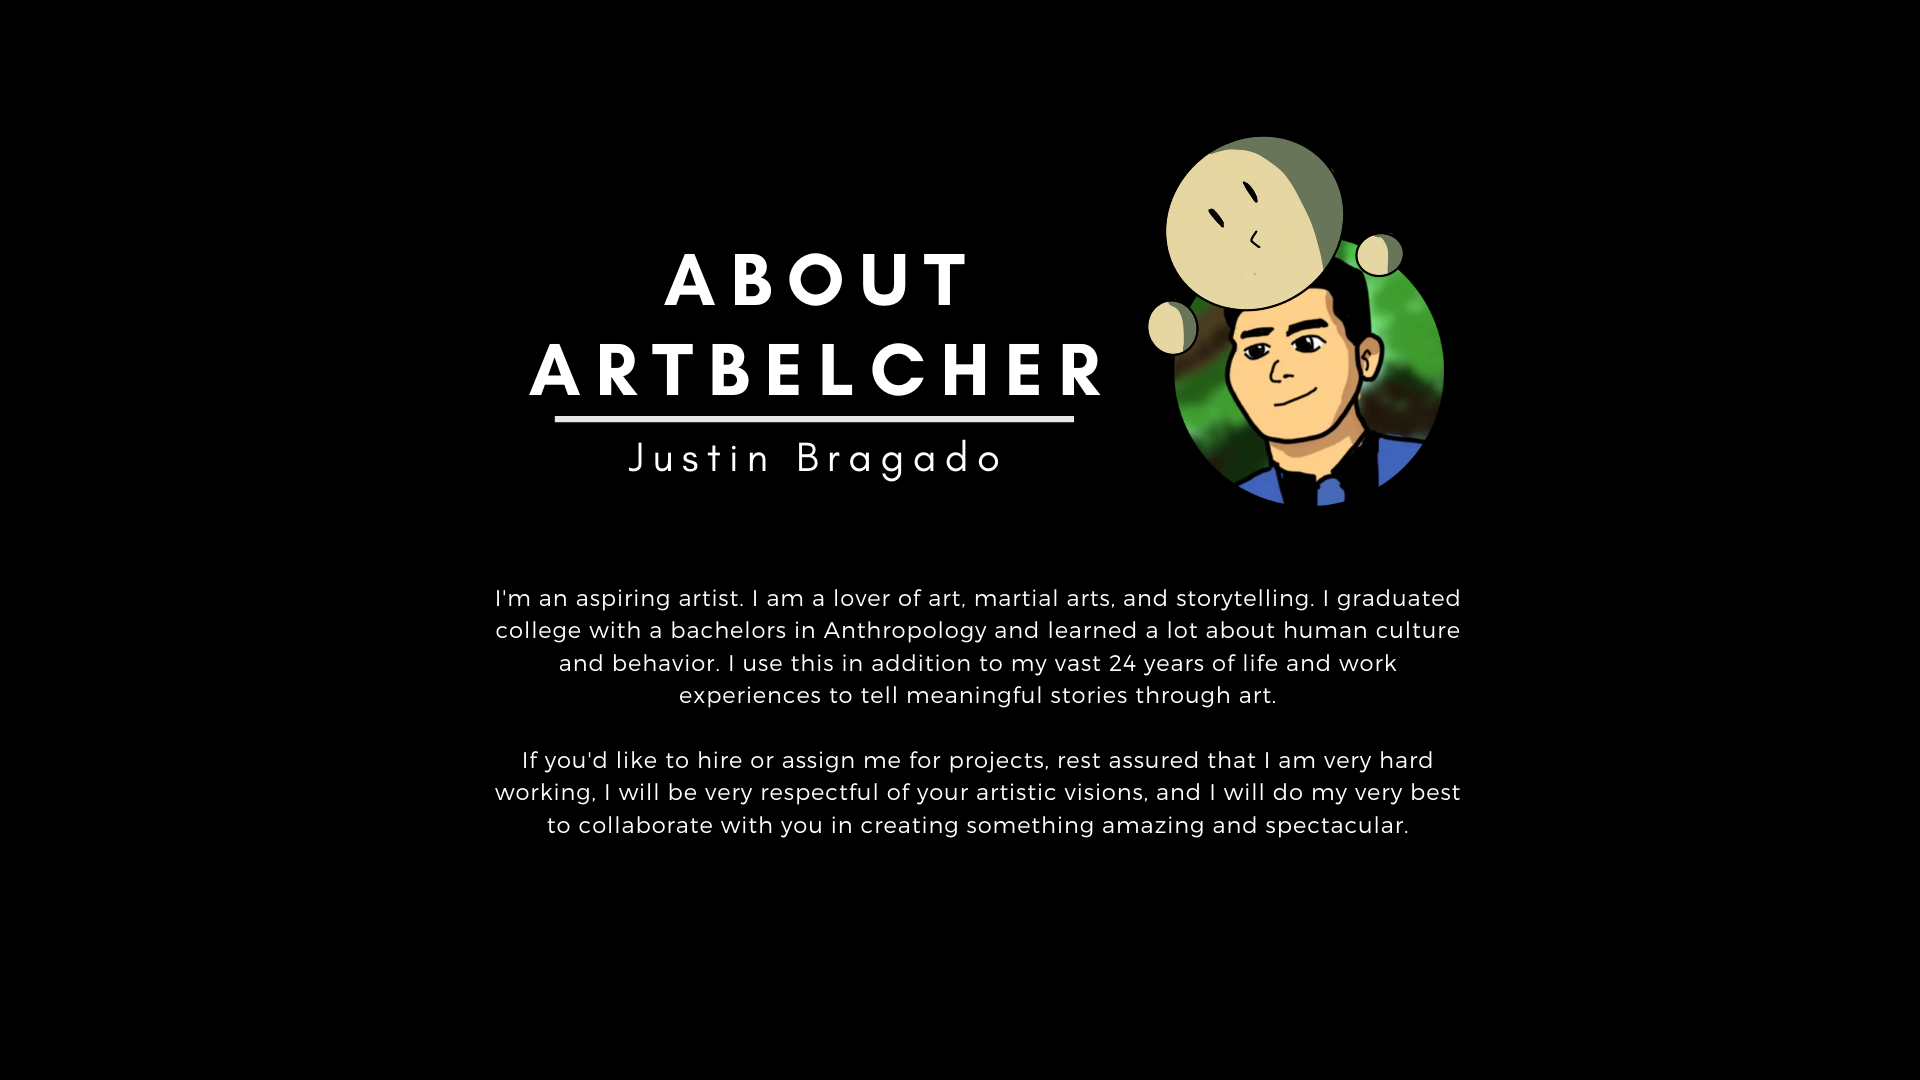 ABOUT
ARTBELCHER
Justin Bragado
I'm an aspiring artist. I am a lover of art, martial arts, and storytelling. I graduated
college with a bachelors in Anthropology and learned a lot about human culture
and behavior. I use this in addition to my vast 24 years of life and work
experiences to tell meaningful stories through art.
If you'd like to hire or assign me for projects, rest assured that I am very hard
working, I will be very respectful of your artistic visions, and I will do my very best
to collaborate with you in creating something amazing and spectacular.